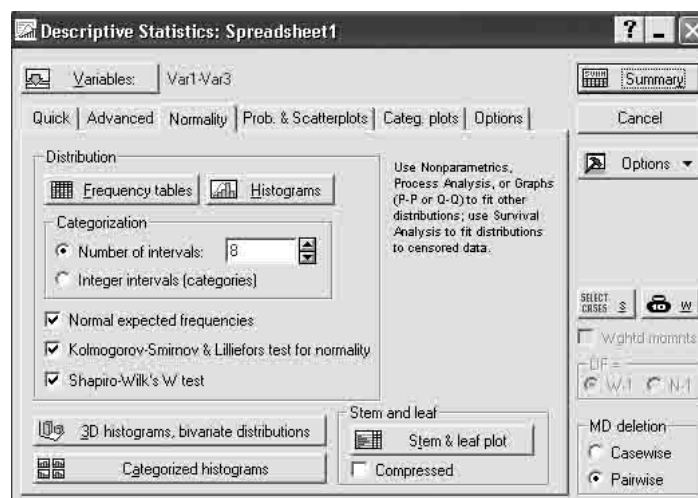 Descriptive Statistics: Spreadsheet1
Variables: Var1-Var3
Quick Advanced Normality Prob. & Scatterplots Categ. plots Options
Distribution
Frequency tables Histograms
Categorization
Number of intervals: 8
Integer intervals (categories)
Normal expected frequencies
Kolmogorov-Smirnov & Lilliefors test for normality
Shapiro-Wilk's W test
Use Nonparametrics,
Process Analysis, or Graphs
(P-P or Q-Q) to fit other
distributions; use Survival
Analysis to fit distributions
to censored data.
3D histograms, bivariate distributions
Categorized histograms
Stem and leaf
Stem & leaf plot
Compressed
Summary
Cancel
Options
SELECT
CASES S W
Wghtd momnts
DF =
W-1 N-1
MD deletion
Casewise
Pairwise